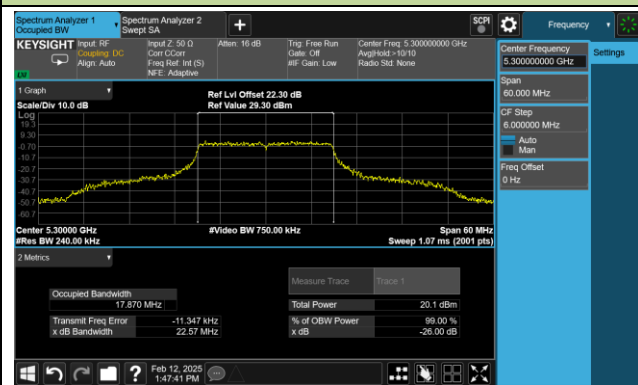 Spectrum Analyzer 1
Occupied BW
Spectrum Analyzer 2
Swept SA
+
SCPI
Frequency
KEYSIGHT
Input: RF
Coupling: DC
Align: Auto
Input Z: 50 Ω
Corr CCorr
Freq Ref: Int (S)
NFE: Adaptive
Atten: 16 dB
Trig: Free Run
Gate: Off
#IF Gain: Low
Center Freq: 5.300000000 GHz
Avg|Hold:>10/10
Radio Std: None
Center Frequency
5.300000000 GHz
Settings
Span
60.000 MHz
CF Step
6.000000 MHz
Auto
Man
Freq Offset
0 Hz
1 Graph
Scale/Div 10.0 dB
Ref Lvl Offset 22.30 dB
Ref Value 29.30 dBm
Log
19.3
9.30
-0.70
-10.7
-20.7
-30.7
-40.7
-50.7
-60.7
Center 5.30000 GHz
#Res BW 240.00 kHz
#Video BW 750.00 kHz
Span 60 MHz
Sweep 1.07 ms (2001 pts)
2 Metrics
Measure Trace
Trace 1
Occupied Bandwidth
17.870 MHz
Total Power
20.1 dBm
Transmit Freq Error
-11.347 kHz
% of OBW Power
99.00 %
x dB Bandwidth
22.57 MHz
x dB
-26.00 dB
?
Feb 12, 2025
1:47:41 PM